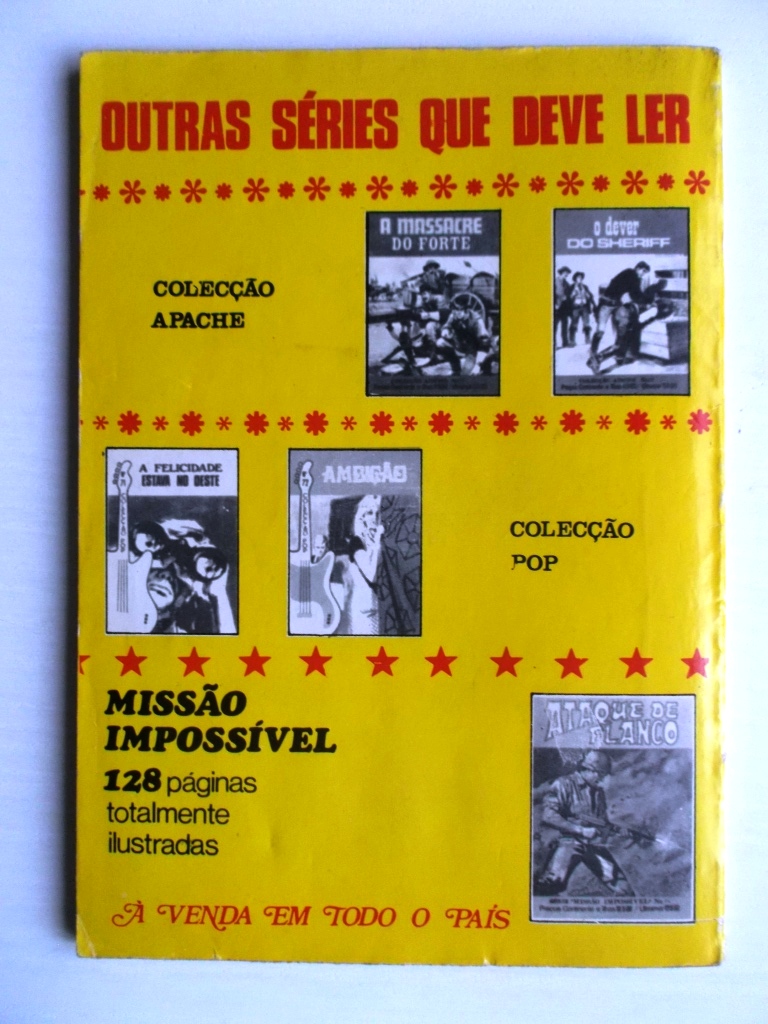 OUTRAS SÉRIES QUE DEVE LER
COLECÇÃO
APACHE
A MASSACRE
DO FORTE
o dever
DO SHERIFF
A FELICIDADE
ESTAVA NO OESTE
AMBIÇÃO
COLECÇÃO
POP
MISSÃO
IMPOSSÍVEL
128 páginas
totalmente
ilustradas
ATAQUE DE
FLANCO
À VENDA EM TODO O PAÍS